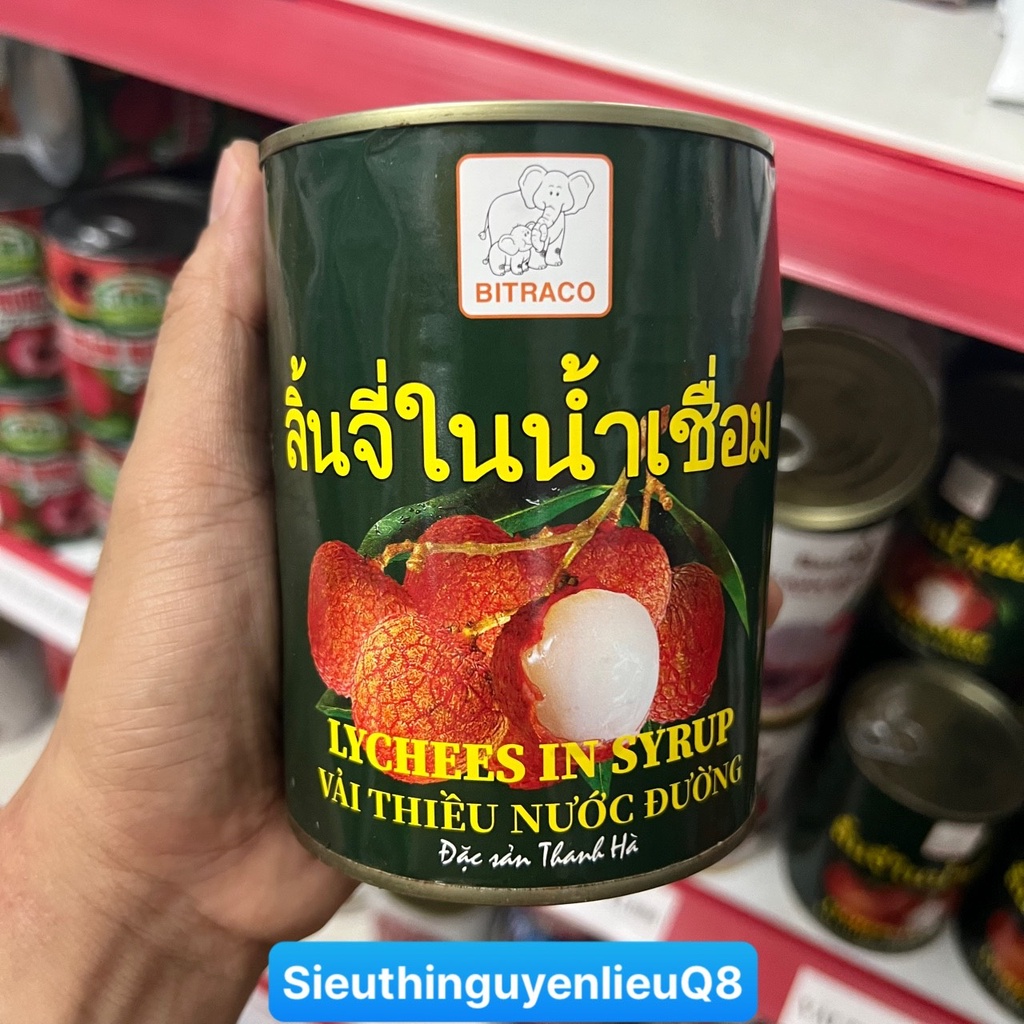 BITRACO
ลิ้นจี่ในน้ำเชื่อม
LYCHEES IN SYRUP
VẢI THIỀU NƯỚC ĐƯỜNG
Đặc sản Thanh Hà
SieuthinguyenlieuQ8